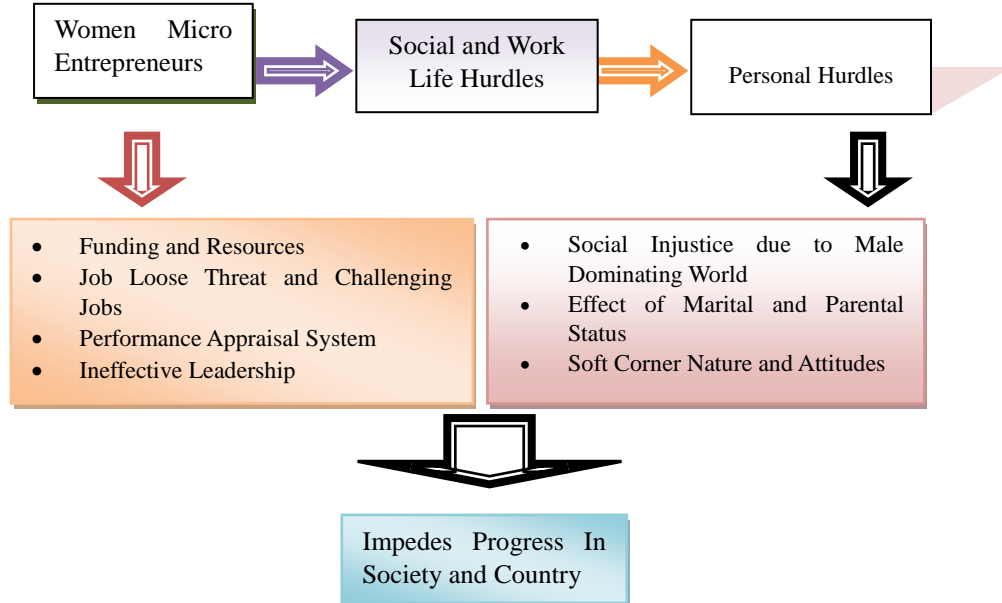 Women Micro
Entrepreneurs
Social and Work
Life Hurdles
Personal Hurdles
• Funding and Resources
• Job Loose Threat and Challenging
Jobs
• Performance Appraisal System
• Ineffective Leadership
• Social Injustice due to Male
Dominating World
• Effect of Marital and Parental
Status
• Soft Corner Nature and Attitudes
Impedes Progress In
Society and Country